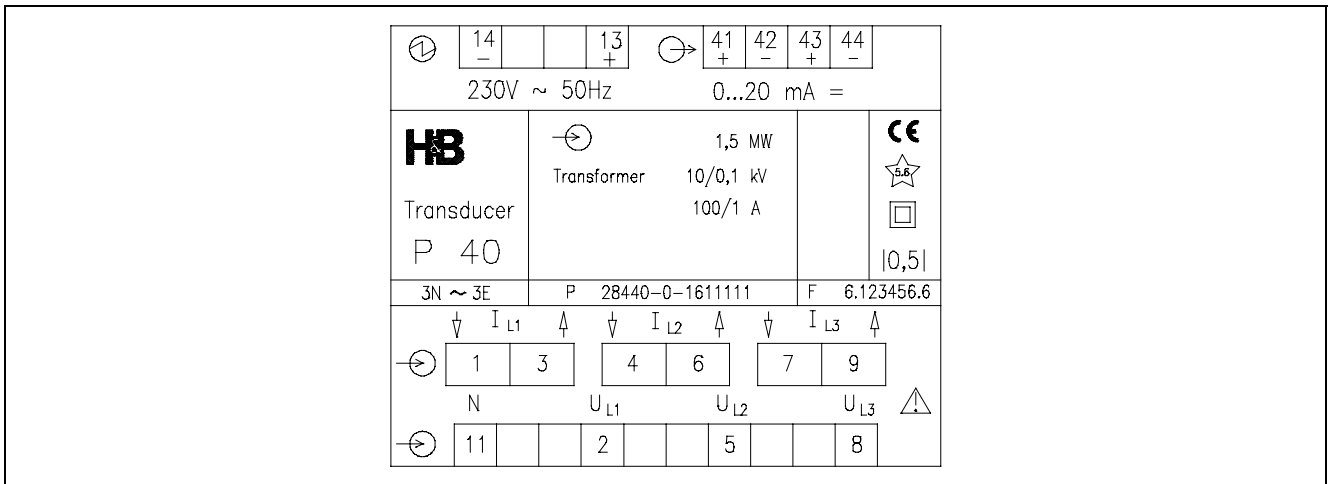 14 13 41 42 43 44
- + + - + -
230V ~ 50Hz 0...20 mA =
H&B 1,5 MW CE
Transformer 10/0,1 kV 5.6
Transducer 100/1 A
P 40 |0,5|
3N ~ 3E P 28440-0-1611111 F 6.123456.6
I L1 I L2 I L3
1 3 4 6 7 9
N U L1 U L2 U L3
11 2 5 8